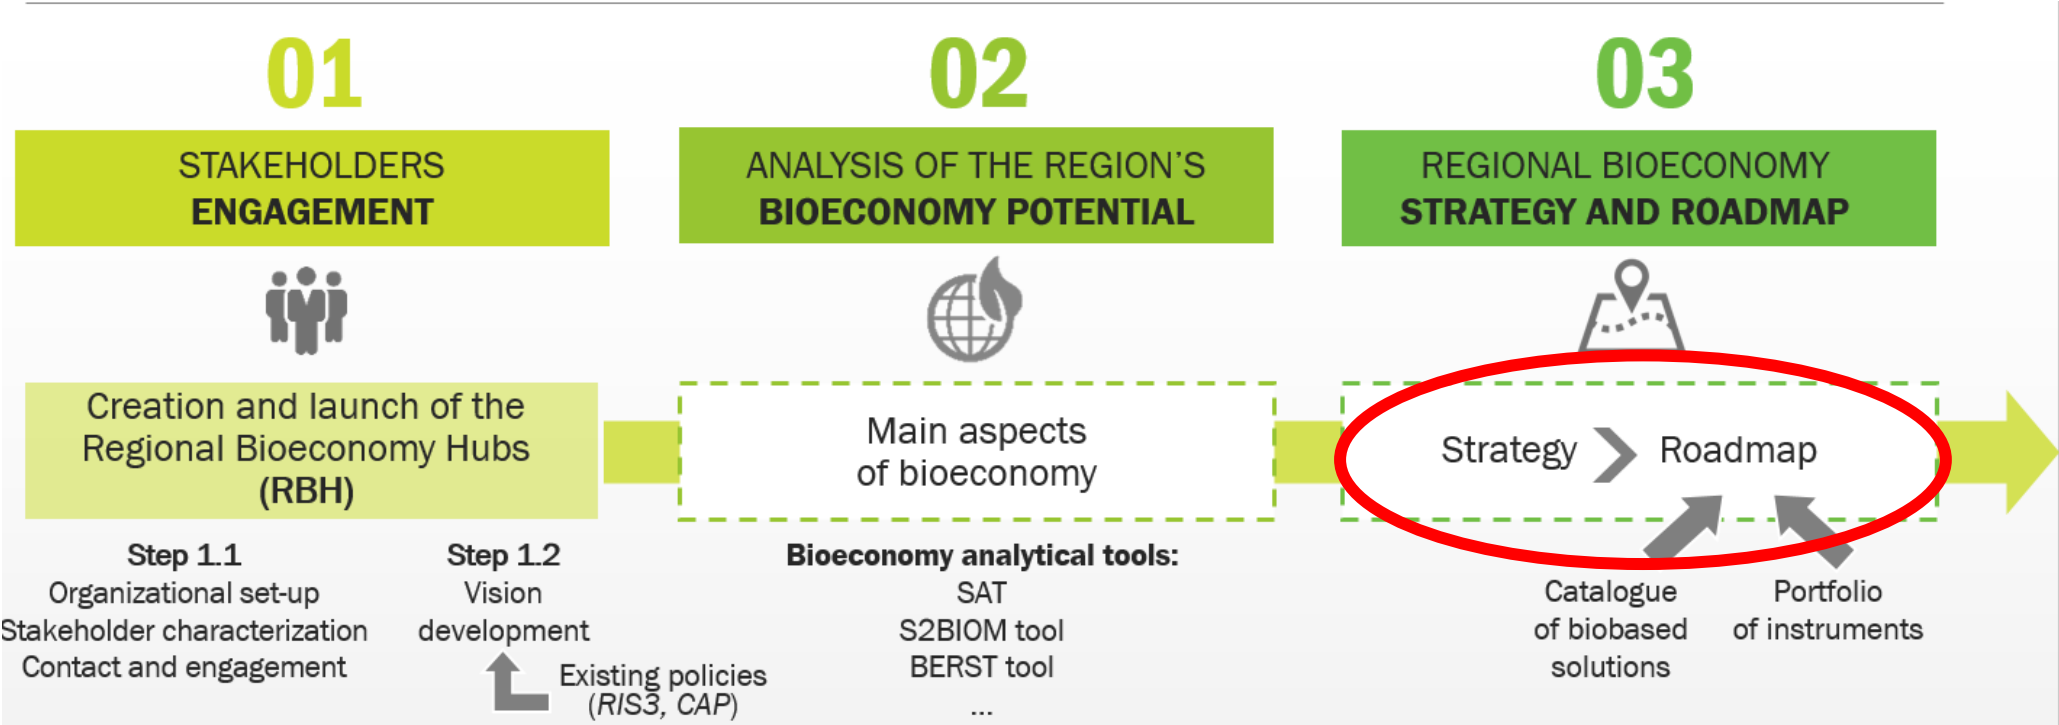 01
STAKEHOLDERS
ENGAGEMENT
Creation and launch of the
Regional Bioeconomy Hubs
(RBH)
Step 1.1
Organizational set-up
Stakeholder characterization
Contact and engagement
Step 1.2
Vision
development
Existing policies
(RIS3, CAP)
02
ANALYSIS OF THE REGION'S
BIOECONOMY POTENTIAL
Main aspects
of bioeconomy
Bioeconomy analytical tools:
SAT
S2BIOM tool
BERST tool
...
03
REGIONAL BIOECONOMY
STRATEGY AND ROADMAP
Strategy
Roadmap
Catalogue
of biobased
solutions
Portfolio
of instruments